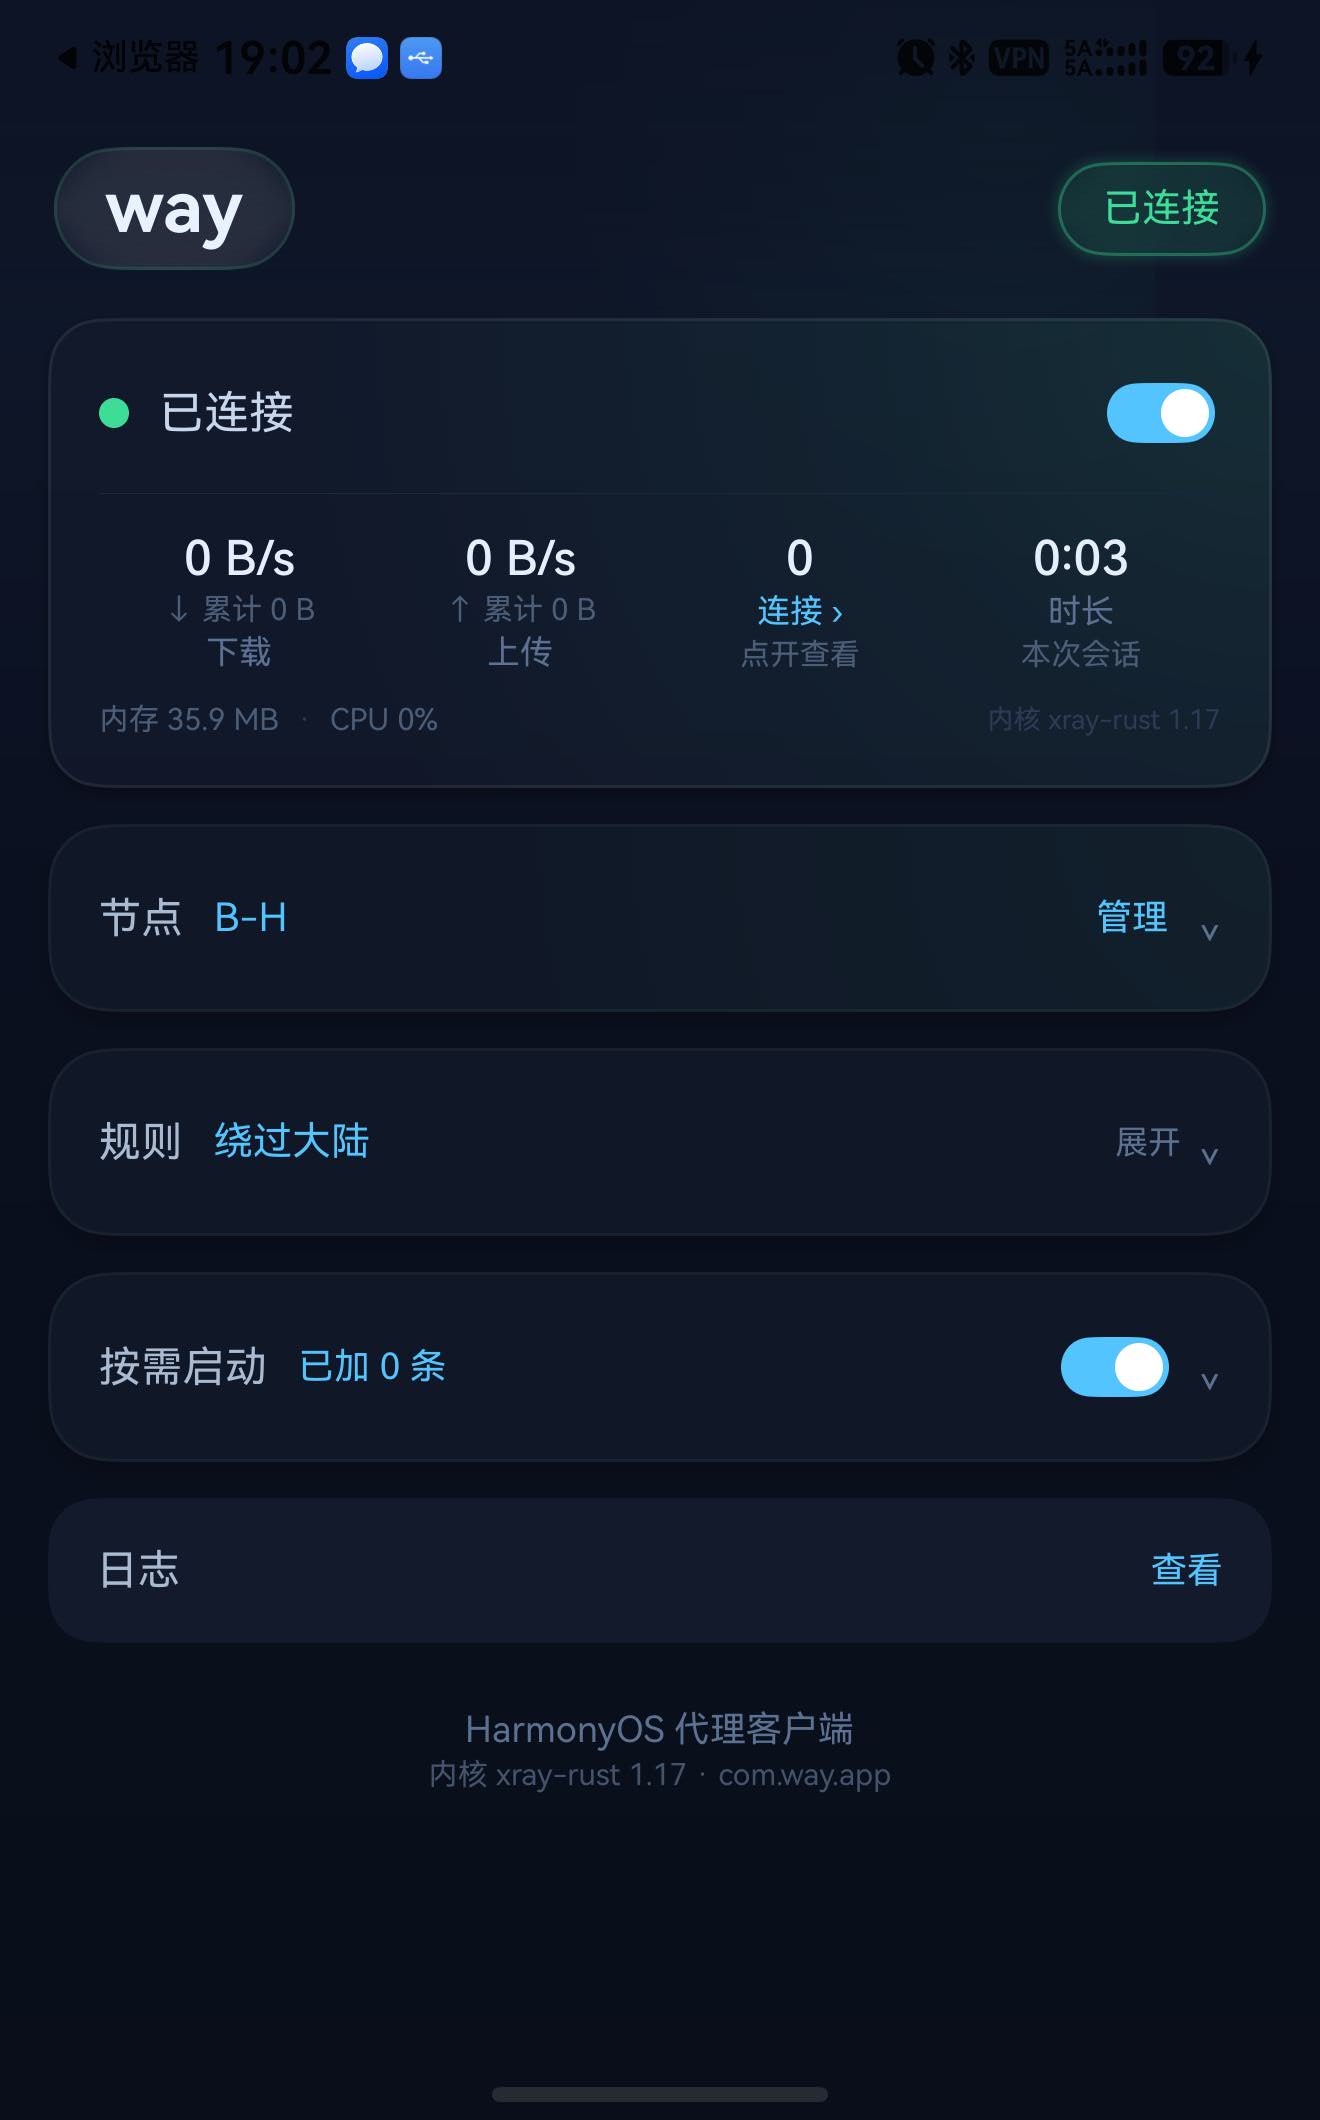 浏览器 19:02 VPN 5A 5A 92
way
已连接
已连接
0 B/s 0 B/s 0 0:03
↓ 累计 0 B ↑ 累计 0 B 连接 › 时长
下载 上传 点开查看 本次会话
内存 35.9 MB · CPU 0% 内核 xray-rust 1.17
节点 B-H 管理
规则 绕过大陆 展开
按需启动 已加 0 条
日志 查看
HarmonyOS 代理客户端
内核 xray-rust 1.17 · com.way.app